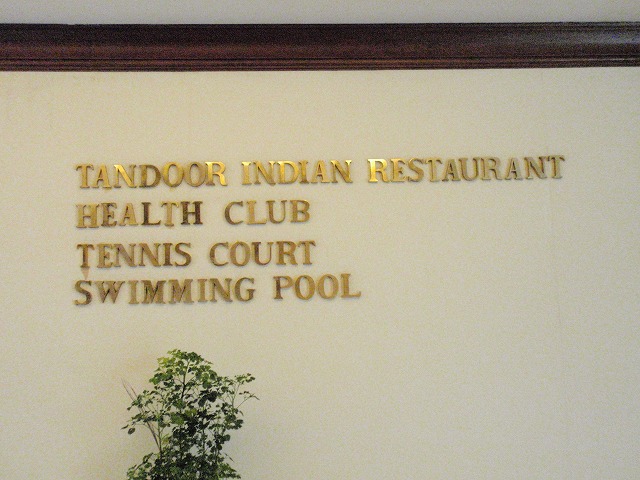 TANDOOR INDIAN RESTAURANT
HEALTH CLUB
TENNIS COURT
SWIMMING POOL